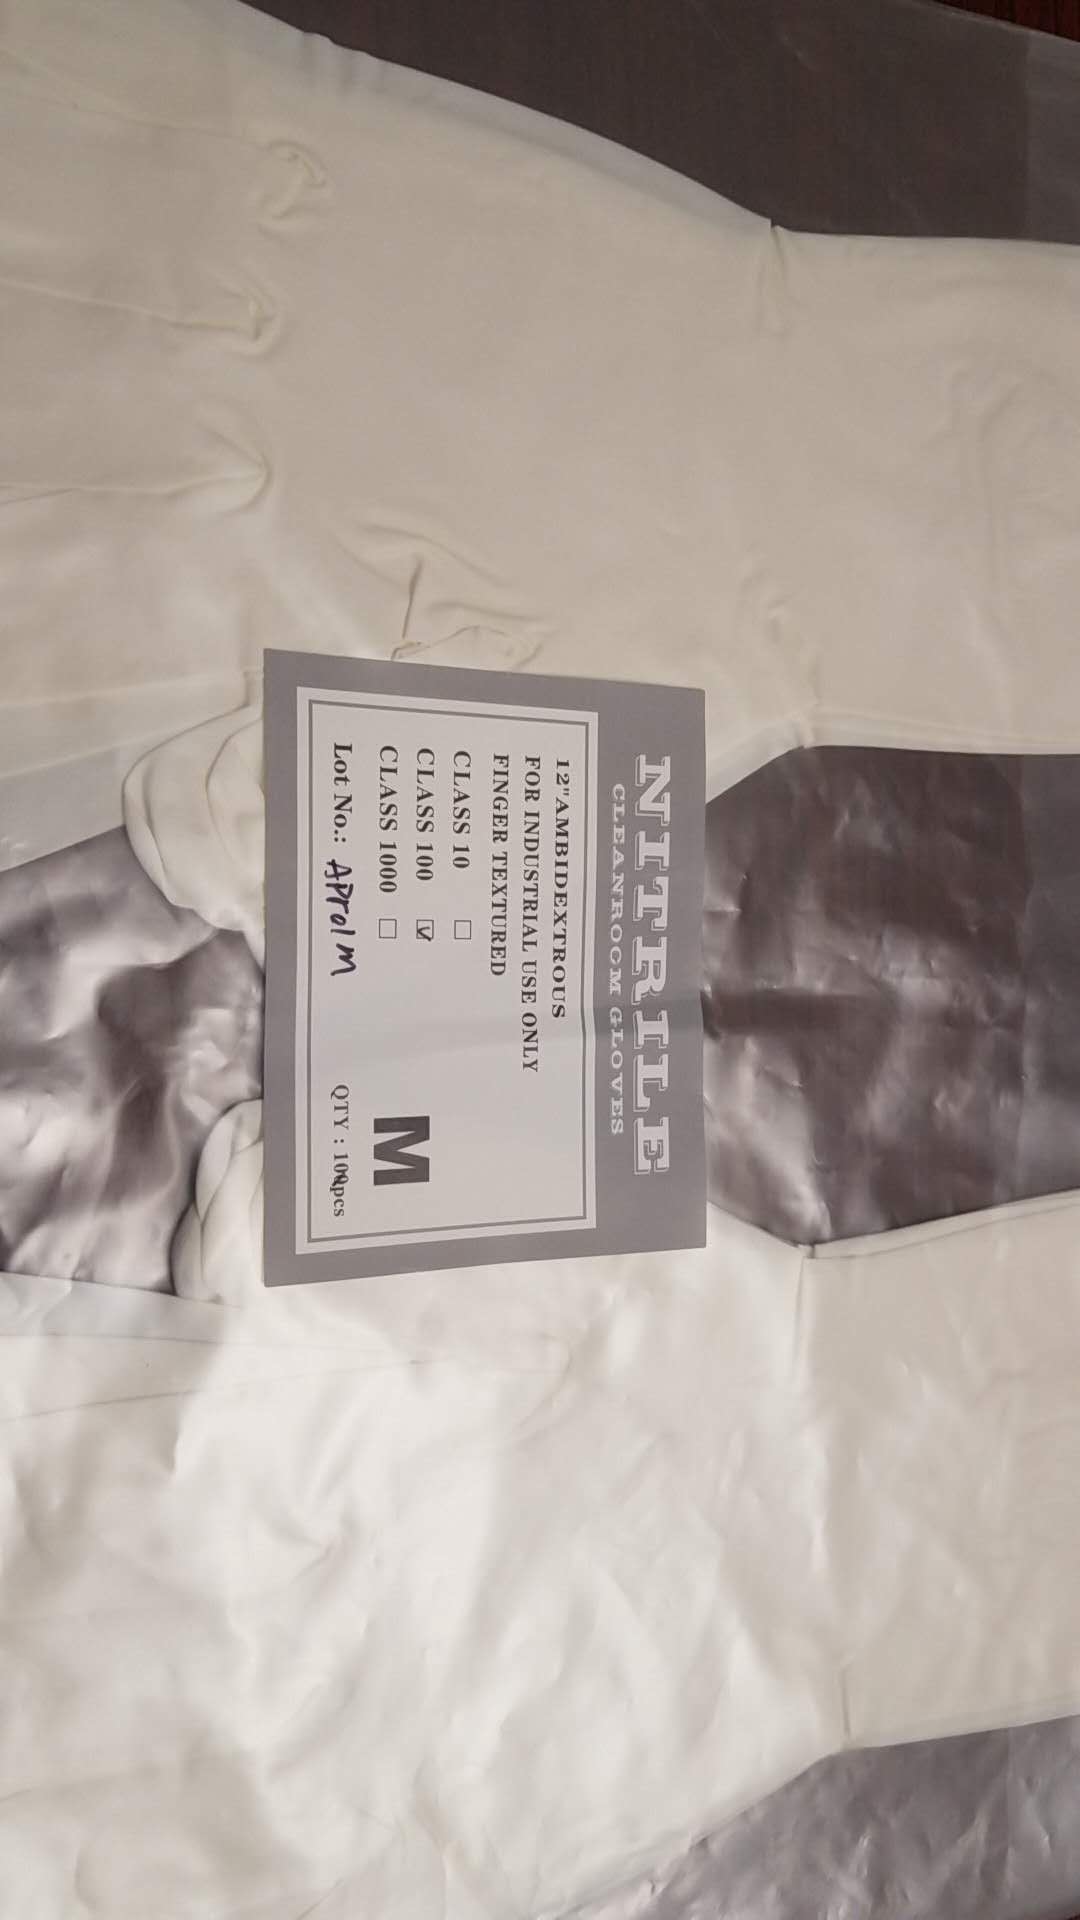 NITRILE
CLEANROOM GLOVES
12"AMBIDEXTROUS
FOR INDUSTRIAL USE ONLY
FINGER TEXTURED
CLASS 10 ☐
CLASS 100 ☑
CLASS 1000 ☐
M
Lot No.: AProlM QTY : 100pcs